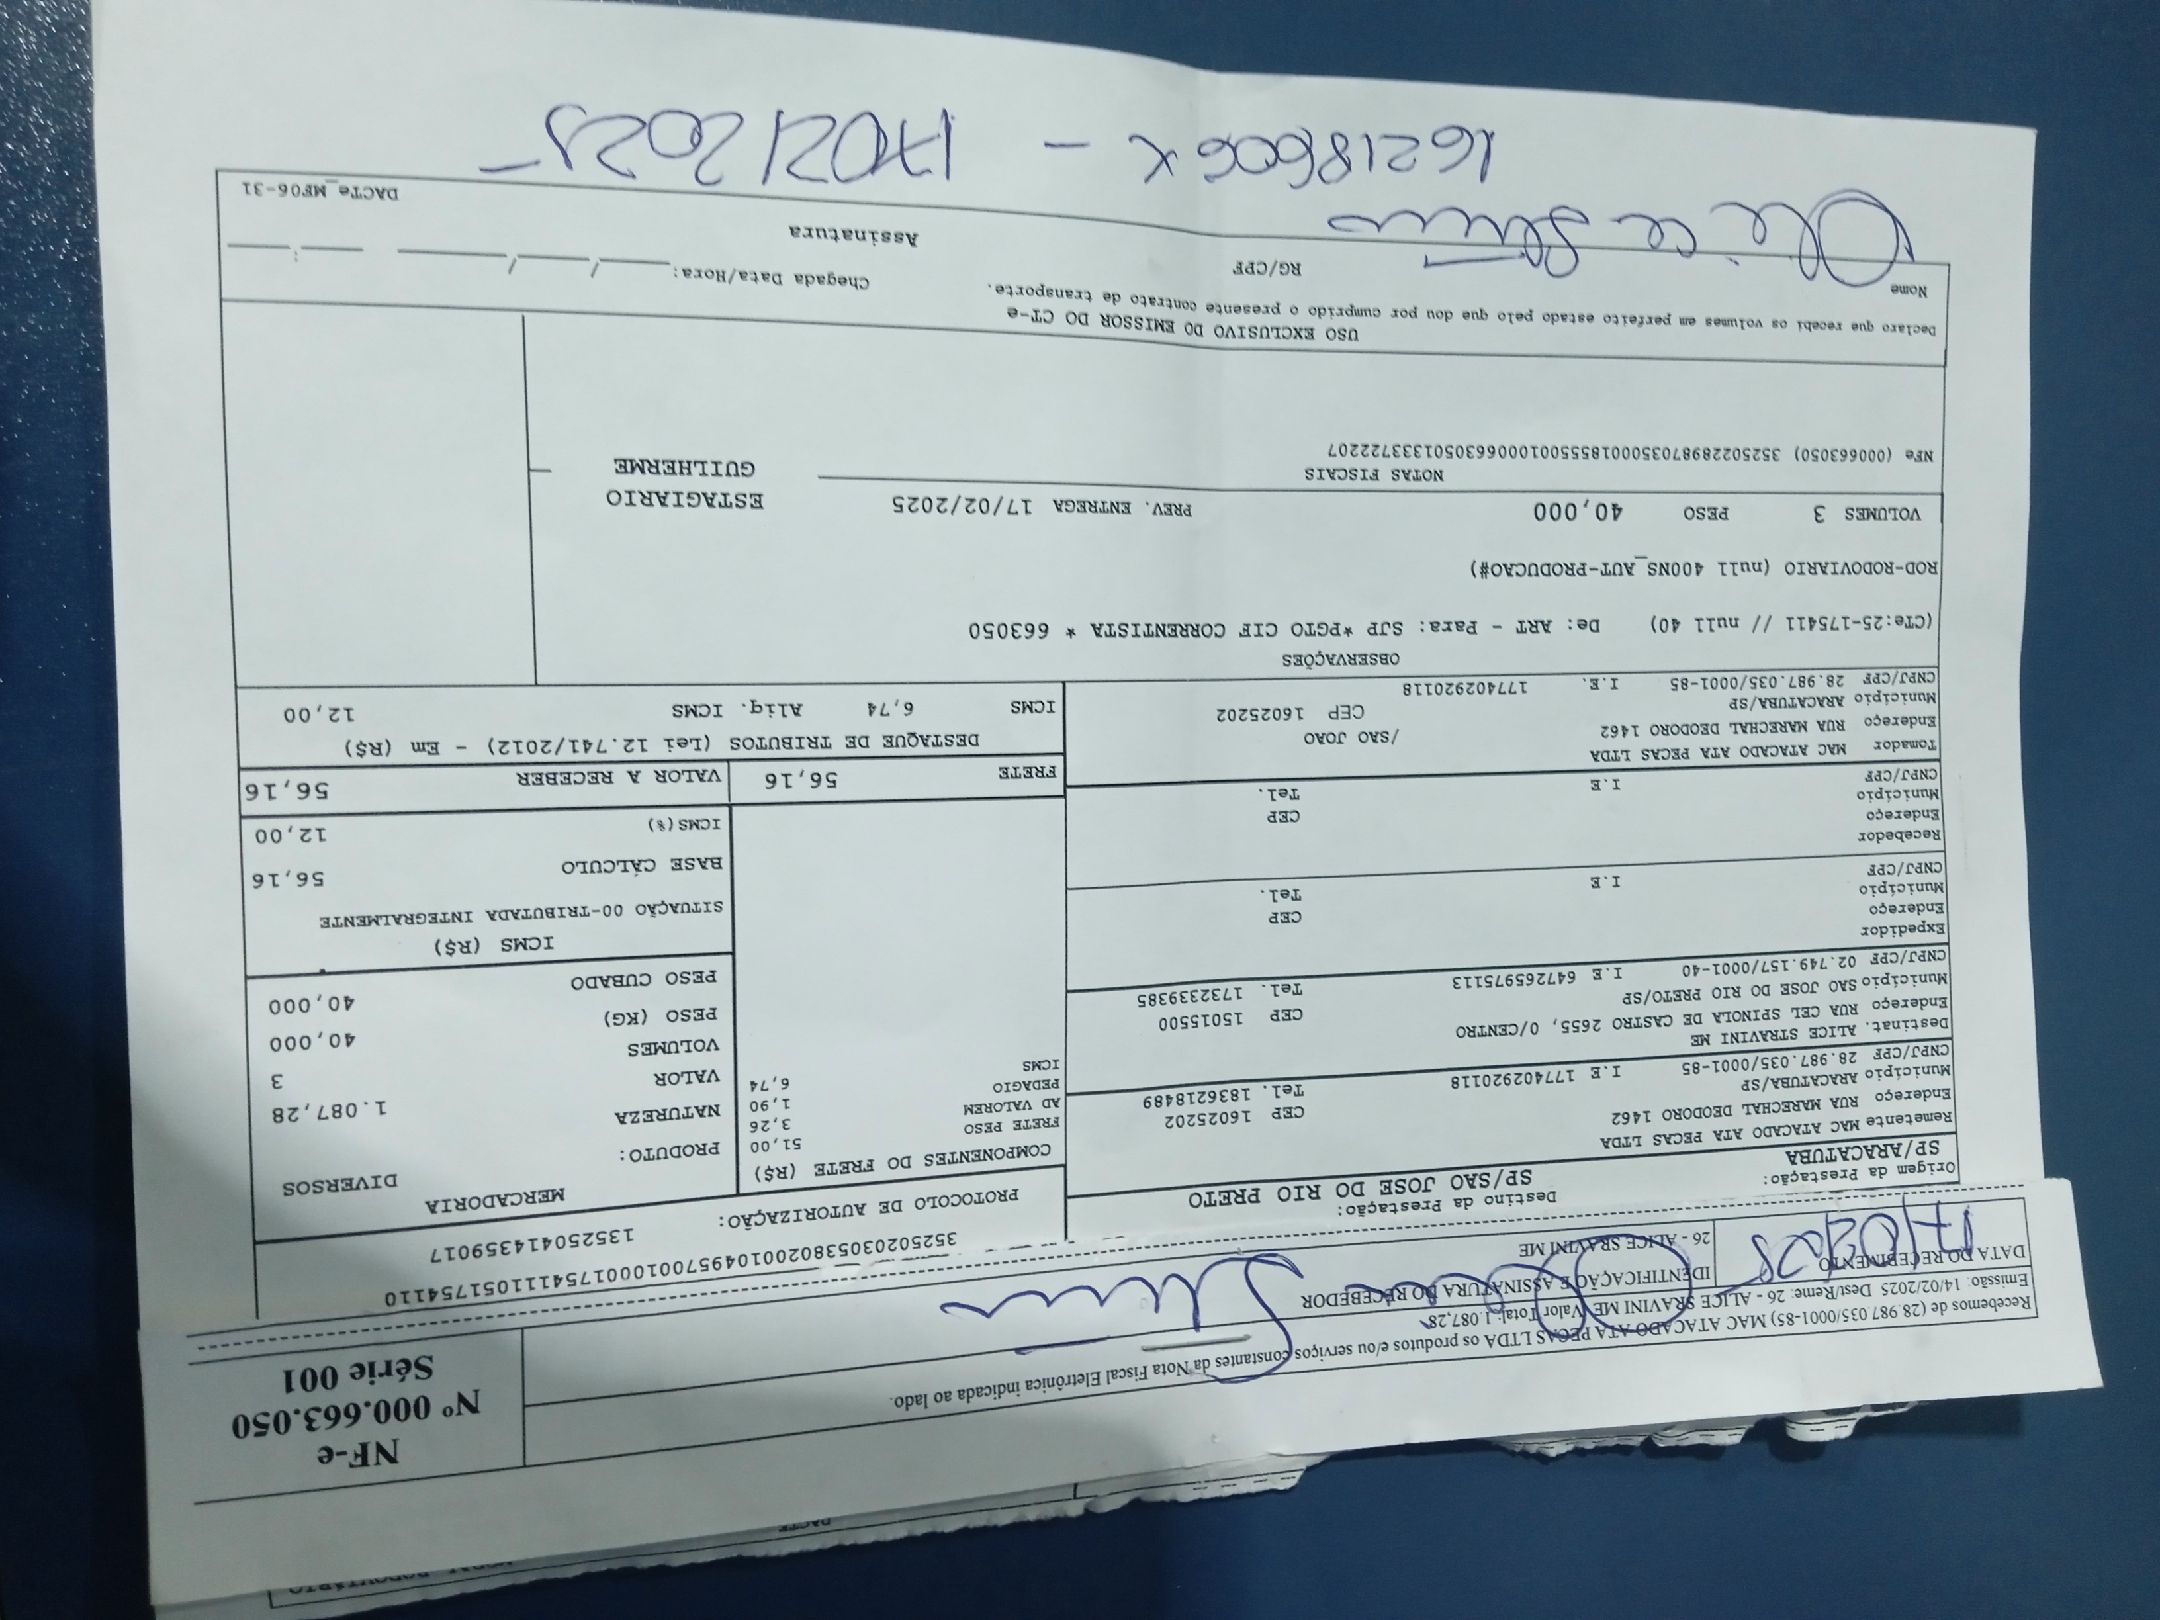 NF-e
Nº 000.663.050
Série 001
Recebemos de (28.987.035/0001-85) MAC ATACADO ATA PECAS LTDA os produtos e/ou serviços constantes da Nota Fiscal Eletrônica indicada ao lado.
Emissão: 14/02/2025 Dest/Reme: 26 - ALICE SRAVINI ME Valor Total: 1.087,28
DATA DO RECEBIMENTO
17/02/25
IDENTIFICAÇÃO E ASSINATURA DO RECEBEDOR
26 - ALICE SRAVINI ME
35250203053802001049570010001754111051754110
PROTOCOLO DE AUTORIZAÇÃO: 135250414359017
Origem da Prestação:
SP/ARACATUBA
Destino da Prestação:
SP/SAO JOSE DO RIO PRETO
Remetente MAC ATACADO ATA PECAS LTDA
Endereço RUA MARECHAL DEODORO 1462
Município ARACATUBA/SP CEP 16025202
CNPJ/CPF 28.987.035/0001-85 I.E 177402920118 Tel. 1836218489
Destinat. ALICE STRAVINI ME
Endereço RUA CEL SPINOLA DE CASTRO 2655, 0/CENTRO
Município SAO JOSE DO RIO PRETO/SP CEP 15015500
CNPJ/CPF 02.749.157/0001-40 I.E 647265975113 Tel. 1732339385
Expedidor
Endereço
Município CEP
CNPJ/CPF I.E Tel.
Recebedor
Endereço
Município CEP
CNPJ/CPF I.E Tel.
Tomador MAC ATACADO ATA PECAS LTDA
Endereço RUA MARECHAL DEODORO 1462 /SAO JOAO
Município ARACATUBA/SP CEP 16025202
CNPJ/CPF 28.987.035/0001-85 I.E. 177402920118
COMPONENTES DO FRETE (R$)
FRETE PESO 51,00
AD VALOREM 3,26
PEDAGIO 1,90
ICMS 6,74
FRETE 56,16
MERCADORIA
PRODUTO: DIVERSOS
NATUREZA
VALOR 1.087,28
VOLUMES 3
PESO (KG) 40,000
PESO CUBADO 40,000
ICMS (R$)
SITUAÇÃO 00-TRIBUTADA INTEGRALMENTE
BASE CÁLCULO 56,16
ICMS(%) 12,00
VALOR A RECEBER 56,16
DESTAQUE DE TRIBUTOS (Lei 12.741/2012) - Em (R$)
ICMS 6,74 Aliq. ICMS 12,00
OBSERVAÇÕES
(CTe:25-175411 // null 40) De: ART - Para: SJP*PGTO CIF CORRENTISTA * 663050
ROD-RODOVIARIO (null 400NS_AUT-PRODUCAO#)
VOLUMES 3 PESO 40,000 PREV. ENTREGA 17/02/2025
ESTAGIARIO
GUILHERME
NOTAS FISCAIS
NFe (000663050) 35250228987035000185550010006630501333722207
USO EXCLUSIVO DO EMISSOR DO CT-e
Declaro que recebi os volumes em perfeito estado pelo que dou por cumprido o presente contrato de transporte.
Nome RG/CPF Chegada Data/Hora: ___/___/___ ___:___
Assinatura
DACTe_MF06-31
16218606x - 170212025
DACTE